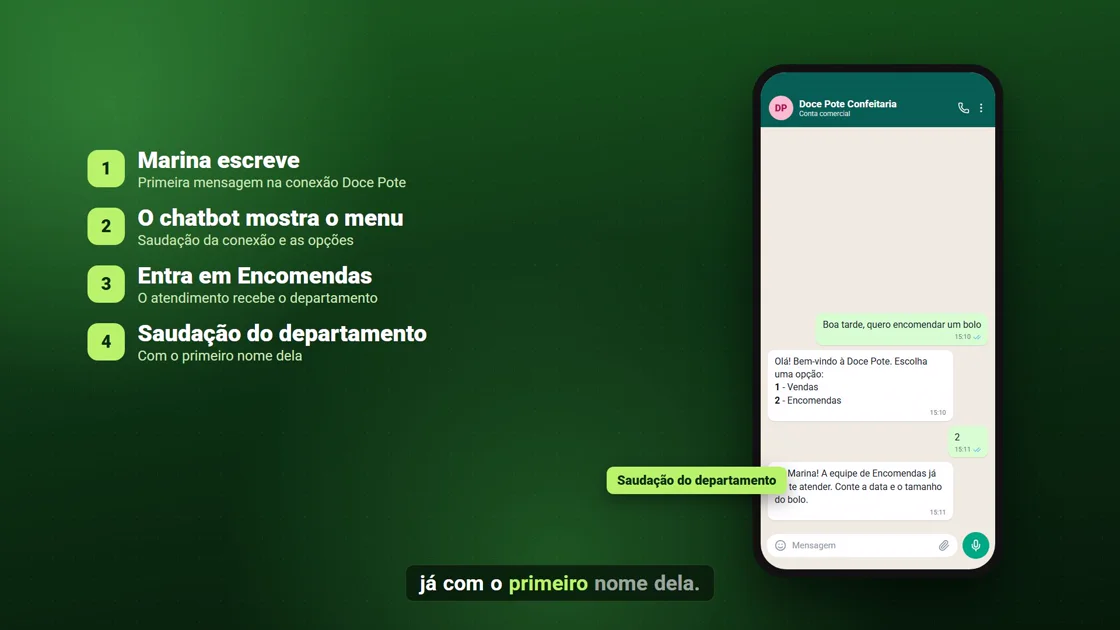 1
Marina escreve
Primeira mensagem na conexão Doce Pote
2
O chatbot mostra o menu
Saudação da conexão e as opções
3
Entra em Encomendas
O atendimento recebe o departamento
4
Saudação do departamento
Com o primeiro nome dela
DP
Doce Pote Confeitaria
Conta comercial
Boa tarde, quero encomendar um bolo
15:10
Olá! Bem-vindo à Doce Pote. Escolha
uma opção:
1 - Vendas
2 - Encomendas
15:10
2
15:11
Saudação do departamento
Marina! A equipe de Encomendas já
te atender. Conte a data e o tamanho
do bolo.
15:11
Mensagem
já com o primeiro nome dela.